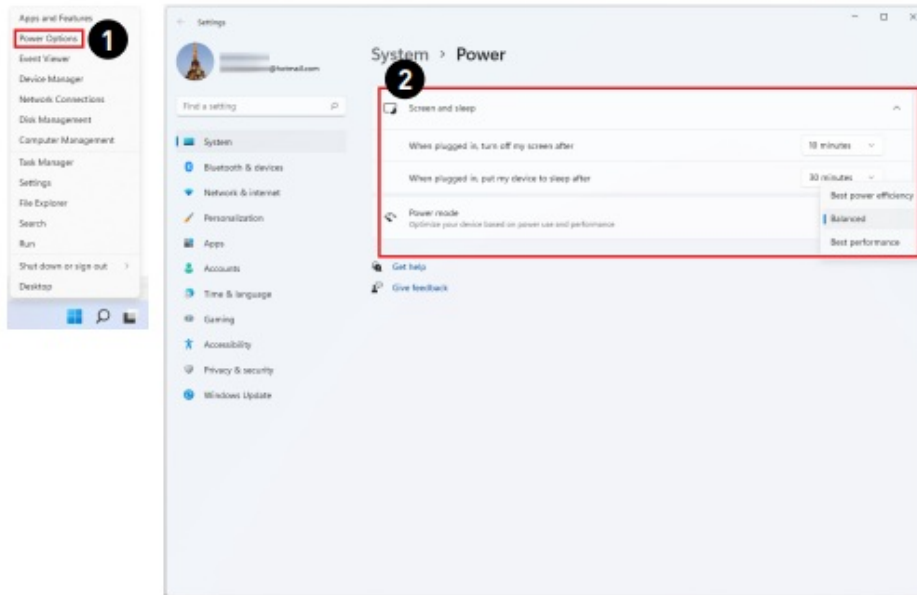 Apps and Features
Power Options
1
Event Viewer
Device Manager
Network Connections
Disk Management
Computer Management
Task Manager
Settings
File Explorer
Search
Run
Shut down or sign out
Desktop
Settings
@hotmail.com
Find a setting
System
Bluetooth & devices
Network & internet
Personalization
Apps
Accounts
Time & language
Gaming
Accessibility
Privacy & security
Windows Update
System > Power
2
Screen and sleep
When plugged in, turn off my screen after
10 minutes
When plugged in, put my device to sleep after
30 minutes
Power mode
Optimize your device based on power use and performance
Best power efficiency
Balanced
Best performance
Get help
Give feedback